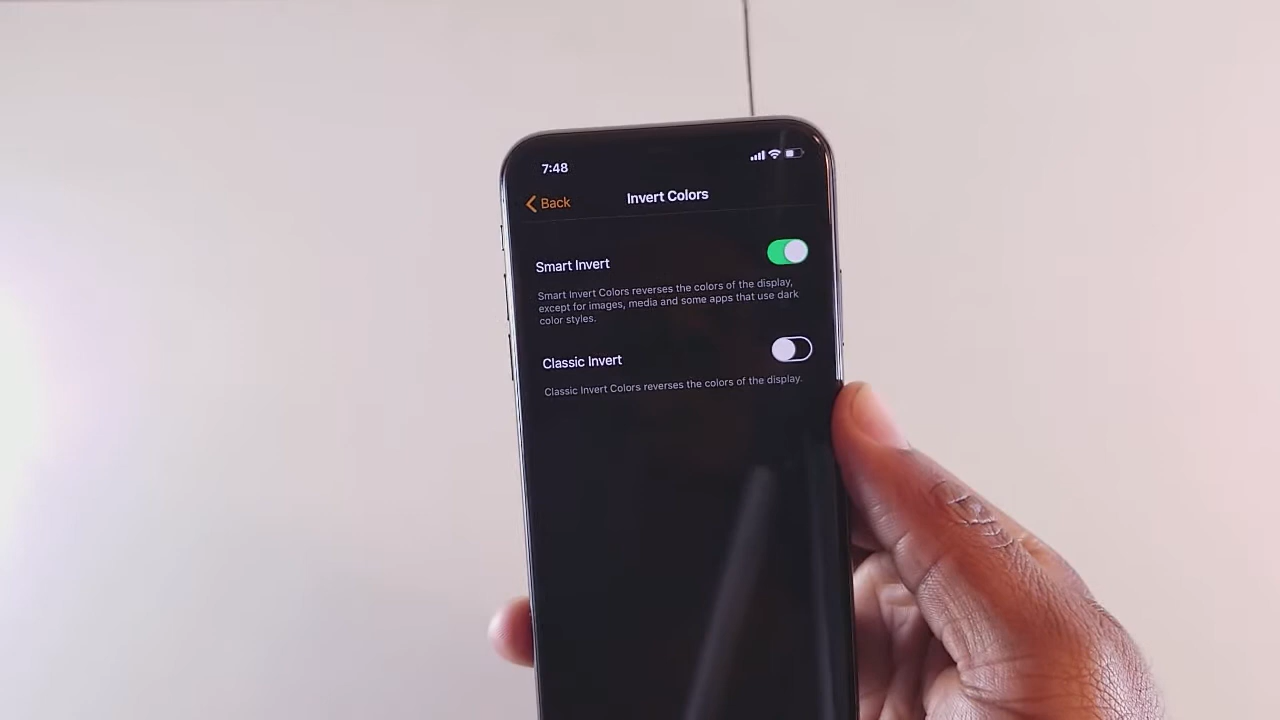 7:48
Back
Invert Colors
Smart Invert
Smart Invert Colors reverses the colors of the display,
except for images, media and some apps that use dark
color styles.
Classic Invert
Classic Invert Colors reverses the colors of the display.